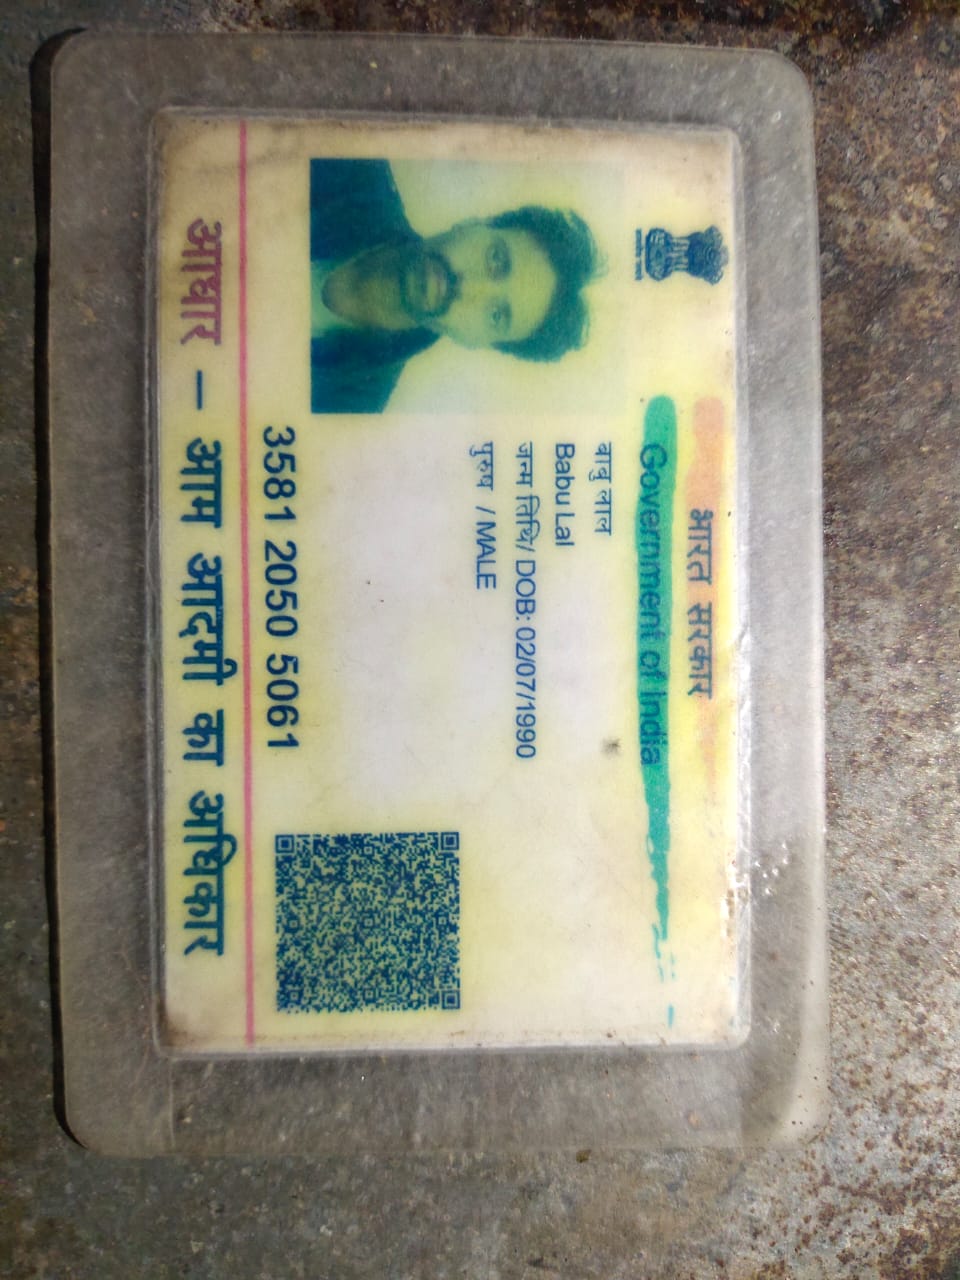 भारत सरकार
Government of India
बाबु लाल
Babu Lal
जन्म तिथि/ DOB: 02/07/1990
पुरुष / MALE
3581 2050 5061
आधार – आम आदमी का अधिकार